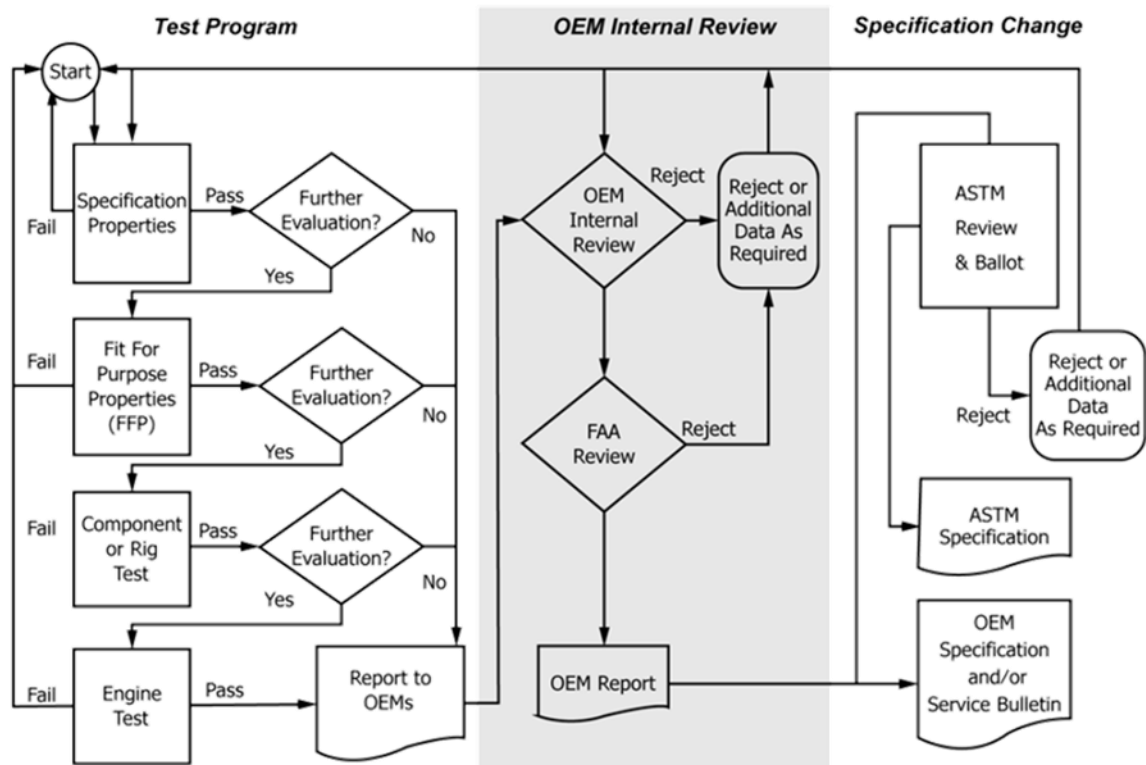 Test Program
OEM Internal Review
Specification Change
Start
Specification
Properties
Pass
Further
Evaluation?
Fail
No
Yes
Fit For
Purpose
Properties
(FFP)
Pass
Further
Evaluation?
Fail
No
Yes
Component
or Rig
Test
Pass
Further
Evaluation?
Fail
No
Yes
Engine
Test
Fail
Pass
Report to
OEMs
OEM
Internal
Review
Reject
Reject or
Additional
Data As
Required
FAA
Review
Reject
OEM Report
ASTM
Review
& Ballot
Reject
Reject or
Additional
Data
As Required
ASTM
Specification
OEM
Specification
and/or
Service Bulletin